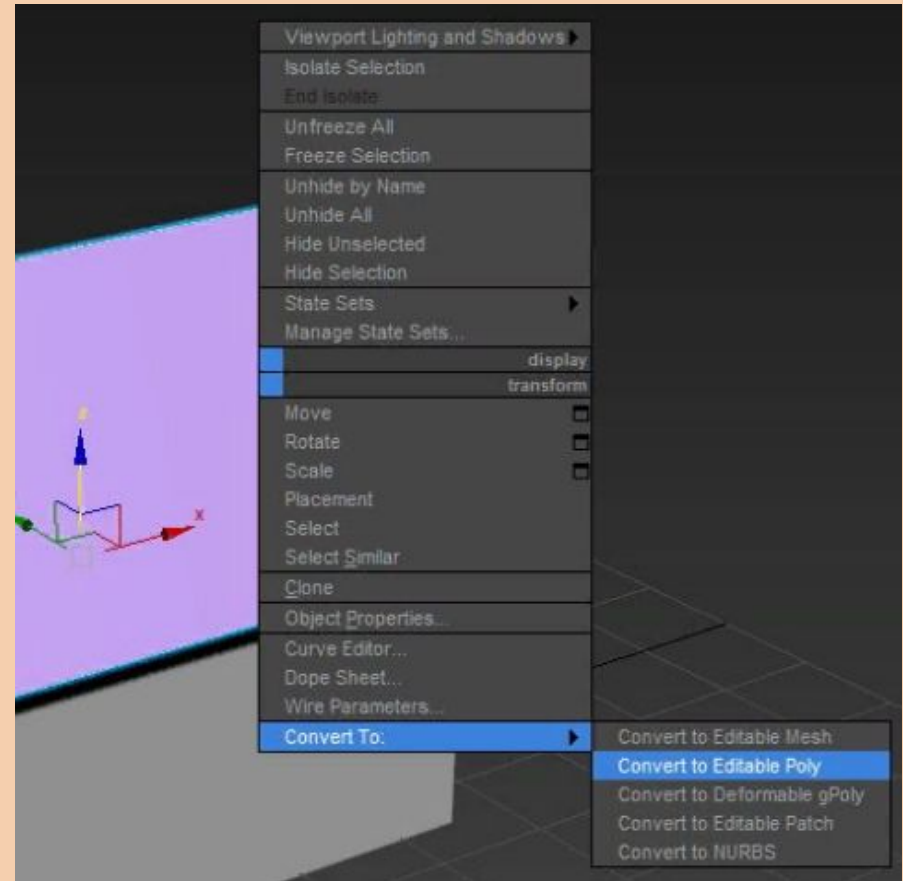 Viewport Lighting and Shadows
Isolate Selection
End Isolate
Unfreeze All
Freeze Selection
Unhide by Name
Unhide All
Hide Unselected
Hide Selection
State Sets
Manage State Sets...
display
transform
Move
Rotate
Scale
Placement
Select
Select Similar
Clone
Object Properties...
Curve Editor...
Dope Sheet...
Wire Parameters...
Convert To:
Convert to Editable Mesh
Convert to Editable Poly
Convert to Deformable gPoly
Convert to Editable Patch
Convert to NURBS
x